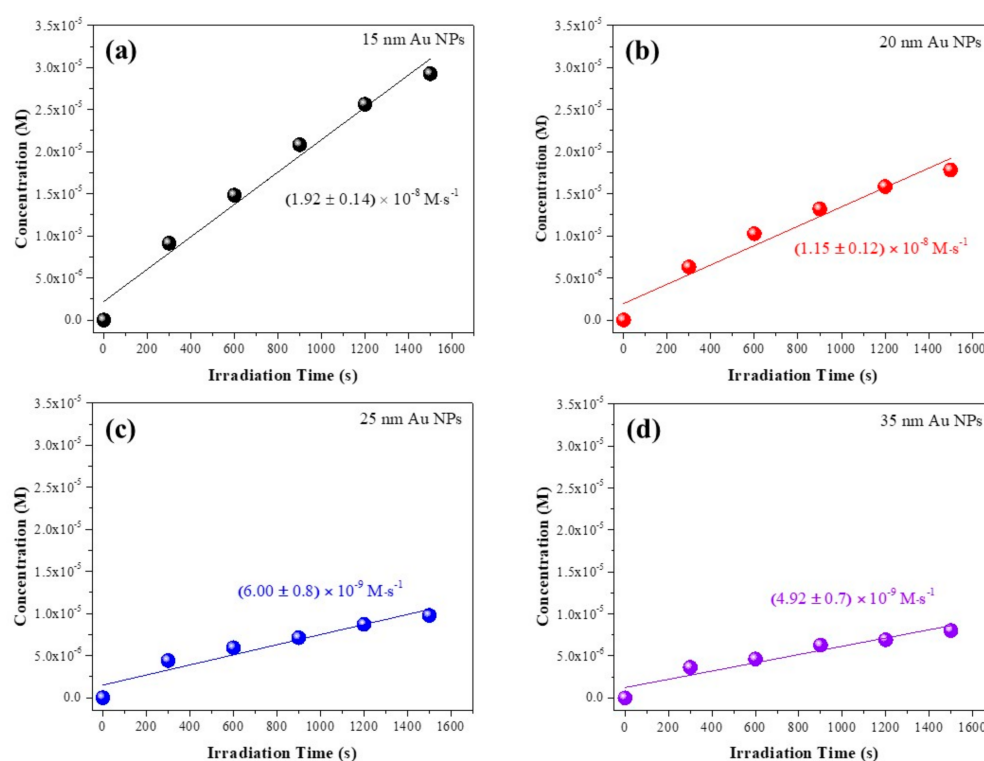 (a)
15 nm Au NPs
Concentration (M)
3.5x10⁻⁵
3.0x10⁻⁵
2.5x10⁻⁵
2.0x10⁻⁵
1.5x10⁻⁵
1.0x10⁻⁵
5.0x10⁻⁶
0.0
(1.92 ± 0.14) × 10⁻⁸ M·s⁻¹
0 200 400 600 800 1000 1200 1400 1600
Irradiation Time (s)
(b)
20 nm Au NPs
Concentration (M)
3.5x10⁻⁵
3.0x10⁻⁵
2.5x10⁻⁵
2.0x10⁻⁵
1.5x10⁻⁵
1.0x10⁻⁵
5.0x10⁻⁶
0.0
(1.15 ± 0.12) × 10⁻⁸ M·s⁻¹
0 200 400 600 800 1000 1200 1400 1600
Irradiation Time (s)
(c)
25 nm Au NPs
Concentration (M)
3.5x10⁻⁵
3.0x10⁻⁵
2.5x10⁻⁵
2.0x10⁻⁵
1.5x10⁻⁵
1.0x10⁻⁵
5.0x10⁻⁶
0.0
(6.00 ± 0.8) × 10⁻⁹ M·s⁻¹
0 200 400 600 800 1000 1200 1400 1600
Irradiation Time (s)
(d)
35 nm Au NPs
Concentration (M)
3.5x10⁻⁵
3.0x10⁻⁵
2.5x10⁻⁵
2.0x10⁻⁵
1.5x10⁻⁵
1.0x10⁻⁵
5.0x10⁻⁶
0.0
(4.92 ± 0.7) × 10⁻⁹ M·s⁻¹
0 200 400 600 800 1000 1200 1400 1600
Irradiation Time (s)